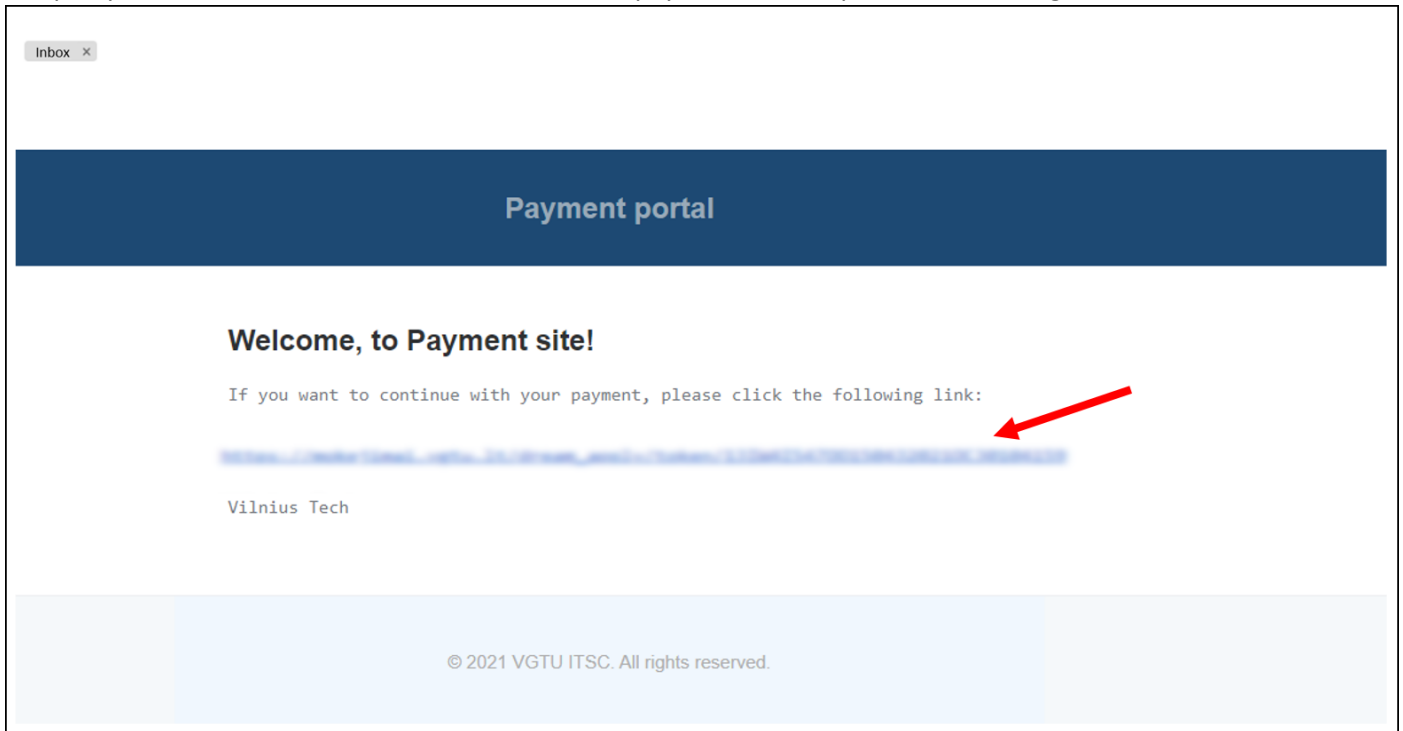 Inbox ×
Payment portal
Welcome, to Payment site!
If you want to continue with your payment, please click the following link:
Vilnius Tech
© 2021 VGTU ITSC. All rights reserved.